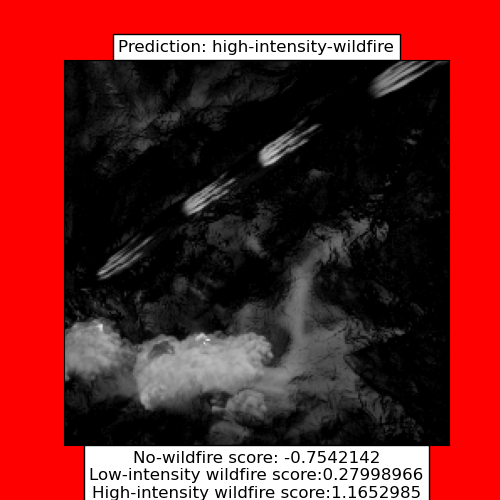 Prediction: high-intensity-wildfire
No-wildfire score: -0.7542142
Low-intensity wildfire score:0.27998966
High-intensity wildfire score:1.1652985